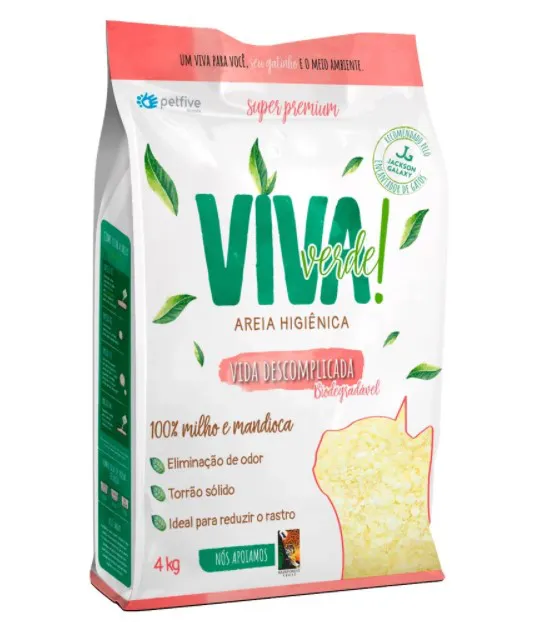 UM VIVA PARA VOCÊ, seu gatinho E O MEIO AMBIENTE.
petfive
super premium
RECOMENDADO PELO
JACKSON
GALAXY
ENCANTADOR DE GATOS
VIVA
verde!
AREIA HIGIÊNICA
VIDA DESCOMPLICADA
Biodegradável
100% milho e mandioca
Eliminação de odor
Torrão sólido
Ideal para reduzir o rastro
NÓS APOIAMOS
4 kg